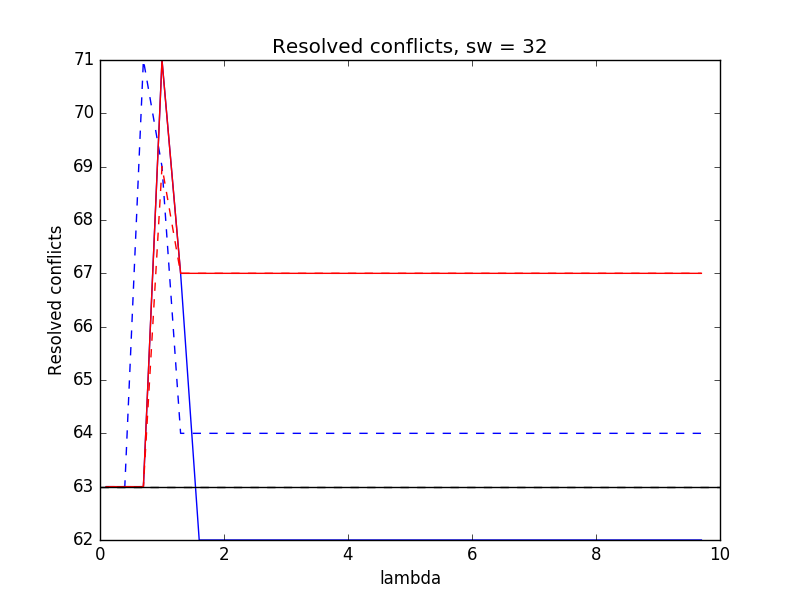 Resolved conflicts, sw = 32
71
70
69
68
67
66
65
64
63
62
Resolved conflicts
0 2 4 6 8 10
lambda